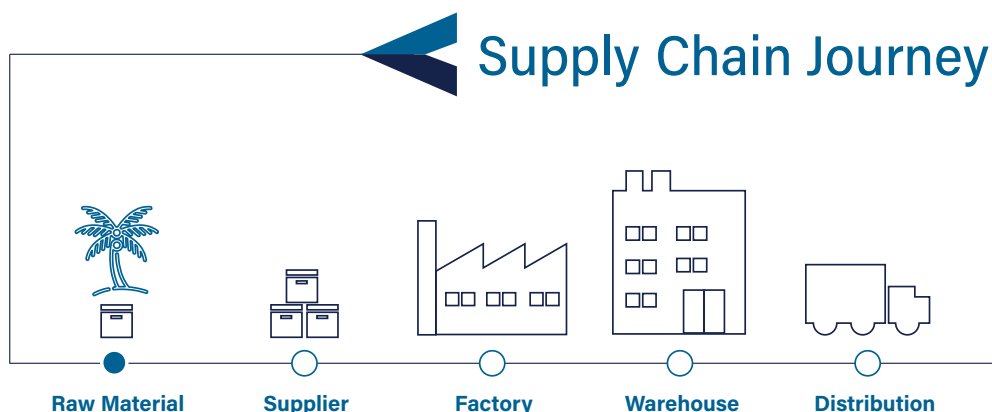 Supply Chain Journey
Raw Material
Supplier
Factory
Warehouse
Distribution